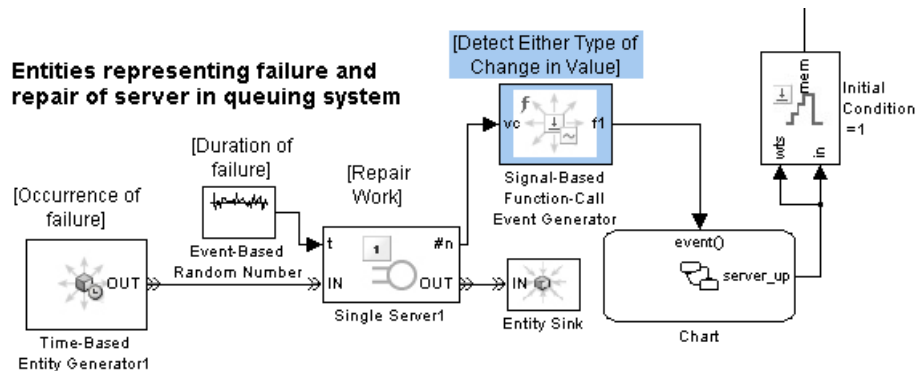 [Detect Either Type of
Change in Value]
Entities representing failure and
repair of server in queuing system
mem
wts
in
Initial
Condition
=1
f
vc
f1
Signal-Based
Function-Call
Event Generator
[Duration of
failure]
[Repair
Work]
[Occurrence of
failure]
Event-Based
Random Number
t
1
#n
IN
OUT
Single Server1
OUT
Time-Based
Entity Generator1
IN
Entity Sink
event()
server_up
Chart